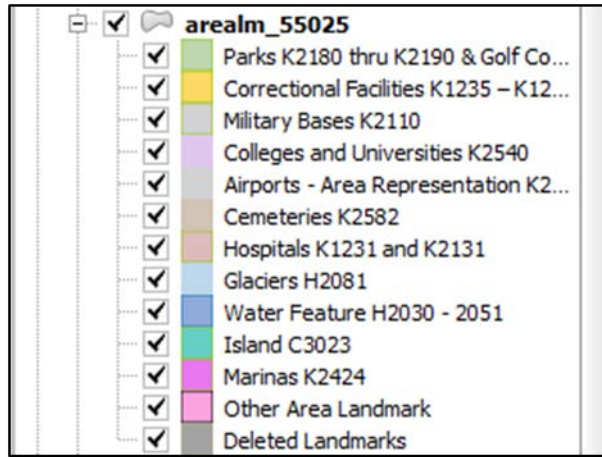 arealm_55025
Parks K2180 thru K2190 & Golf Co...
Correctional Facilities K1235 – K12...
Military Bases K2110
Colleges and Universities K2540
Airports - Area Representation K2...
Cemeteries K2582
Hospitals K1231 and K2131
Glaciers H2081
Water Feature H2030 - 2051
Island C3023
Marinas K2424
Other Area Landmark
Deleted Landmarks